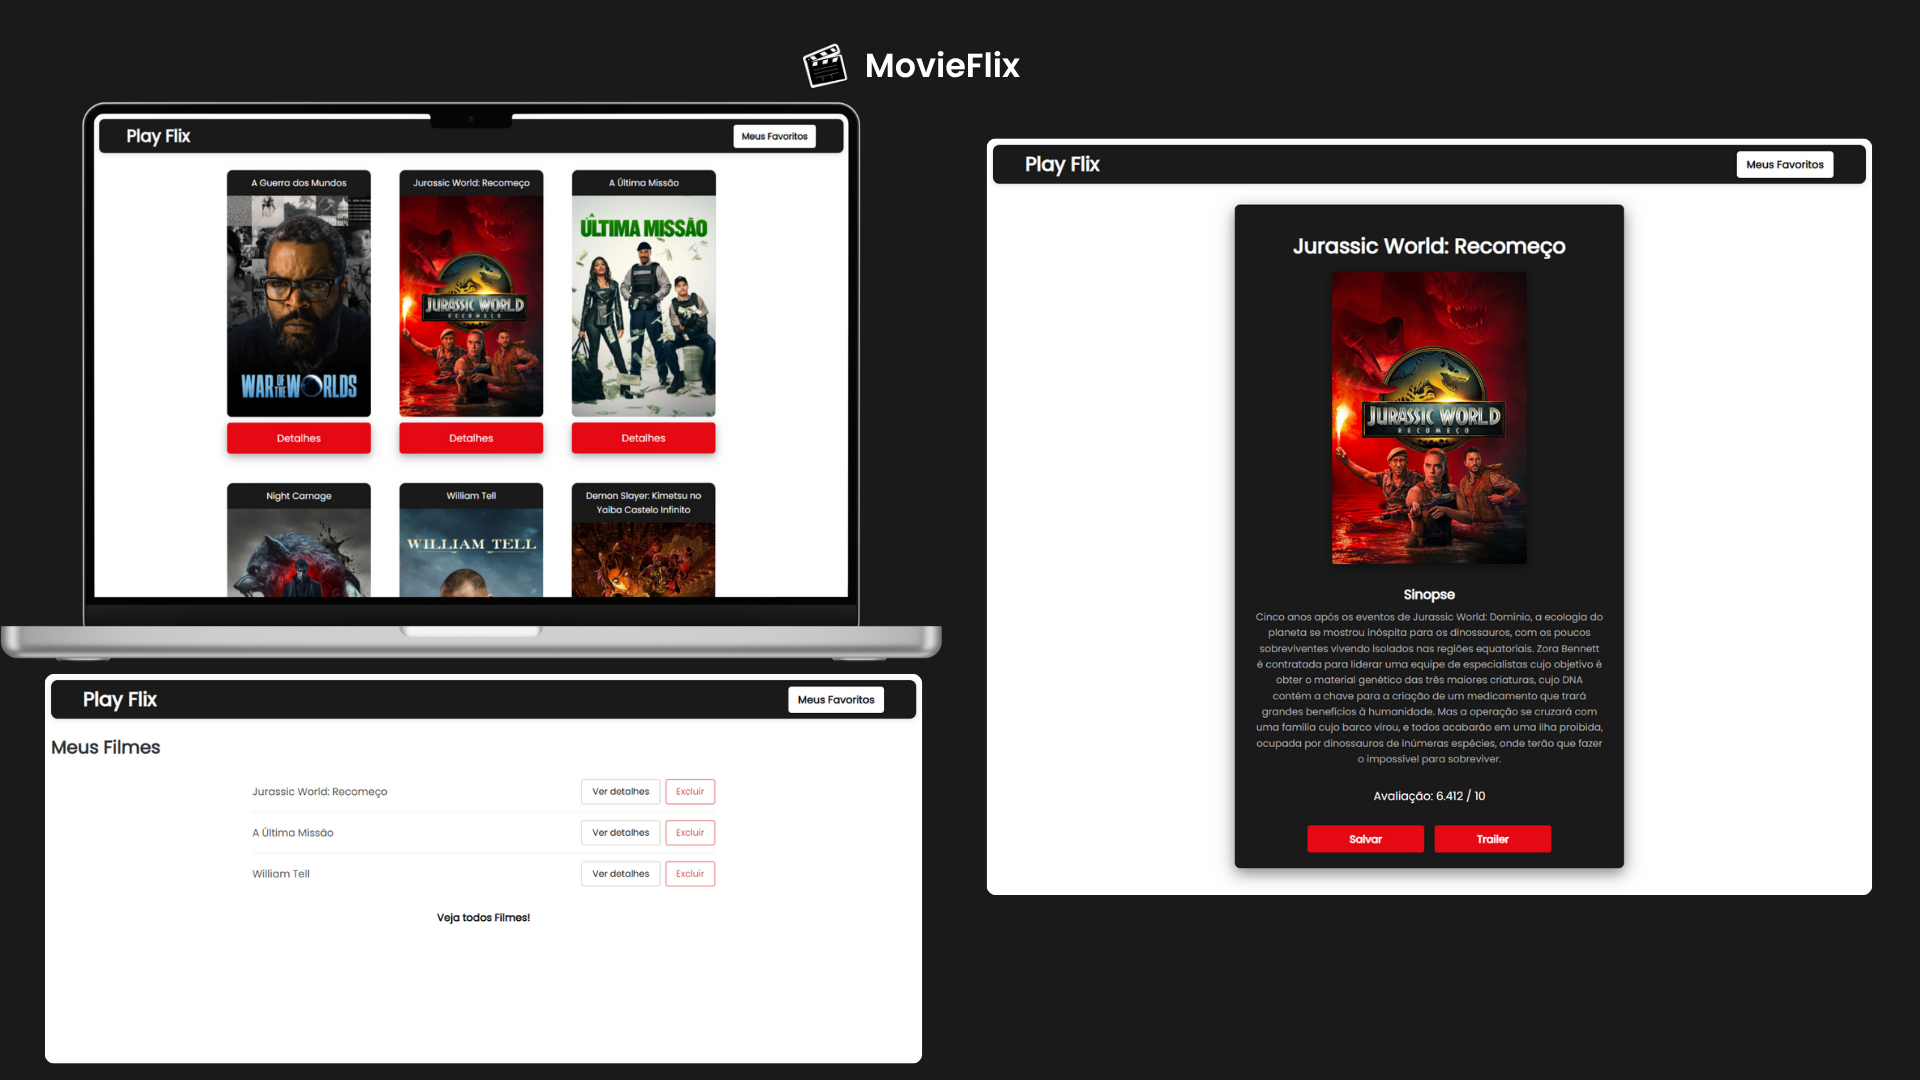 MovieFlix
Play Flix
Meus Favoritos
A Guerra dos Mundos
Jurassic World: Recomeço
A Última Missão
WAR OF THE WORLDS
JURASSIC WORLD
RECOMEÇO
A
ÚLTIMA MISSÃO
Detalhes
Detalhes
Detalhes
Night Carnage
William Tell
Demon Slayer: Kimetsu no
Yaiba Castelo Infinito
WILLIAM TELL
Play Flix
Meus Favoritos
Meus Filmes
Jurassic World: Recomeço
Ver detalhes
Excluir
A Última Missão
Ver detalhes
Excluir
William Tell
Ver detalhes
Excluir
Veja todos Filmes!
Play Flix
Meus Favoritos
Jurassic World: Recomeço
JURASSIC WORLD
RECOMEÇO
Sinopse
Cinco anos após os eventos de Jurassic World: Domínio, a ecologia do
planeta se mostrou inóspita para os dinossauros, com os poucos
sobreviventes vivendo isolados nas regiões equatoriais. Zora Bennett
é contratada para liderar uma equipe de especialistas cujo objetivo é
obter o material genético das três maiores criaturas, cujo DNA
contém a chave para a criação de um medicamento que trará
grandes benefícios à humanidade. Mas a operação se cruzará com
uma família cujo barco virou, e todos acabarão em uma ilha proibida,
ocupada por dinossauros de inúmeras espécies, onde terão que fazer
o impossível para sobreviver.
Avaliação: 6.412 / 10
Salvar
Trailer